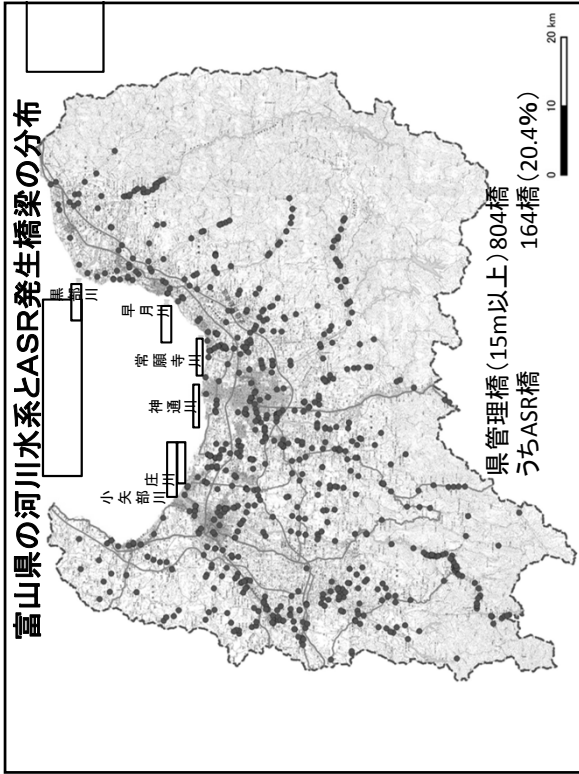 富山県の河川水系とASR発生橋梁の分布
小矢部川
庄川
神通川
常願寺川
早月川
黒部川
県管理橋(15m以上)804橋
うちASR橋 164橋(20.4%)
0 10 20 km